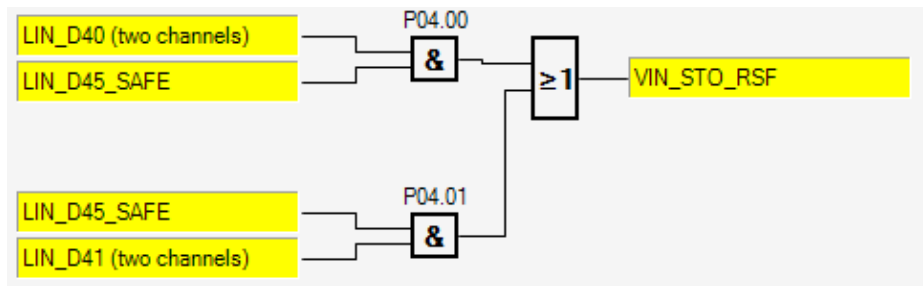 P04.00
LIN_D40 (two channels)
&
≥1
LIN_D45_SAFE
VIN_STO_RSF
P04.01
LIN_D45_SAFE
&
LIN_D41 (two channels)